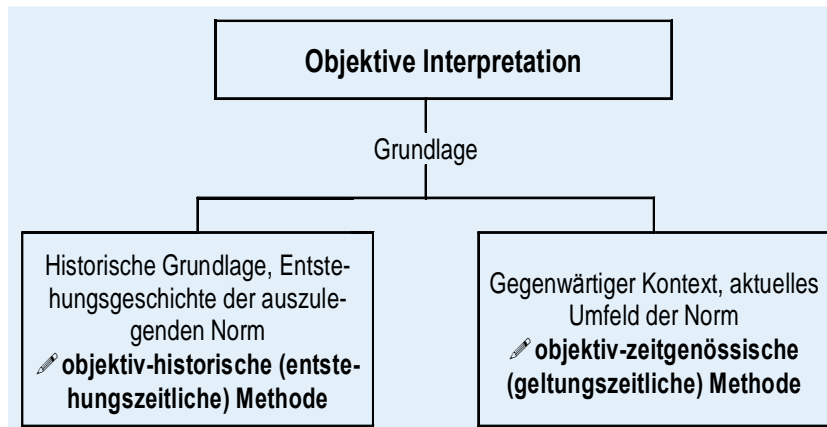 Objektive Interpretation
Grundlage
Historische Grundlage, Entste-
hungsgeschichte der auszule-
genden Norm
✐ objektiv-historische (entste-
hungszeitliche) Methode
Gegenwärtiger Kontext, aktuelles
Umfeld der Norm
✐ objektiv-zeitgenössische
(geltungszeitliche) Methode